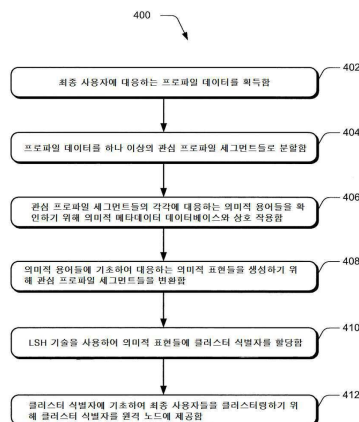 400
402
최종 사용자에 대응하는 프로파일 데이터를 획득함
404
프로파일 데이터를 하나 이상의 관심 프로파일 세그먼트들로 분할함
406
관심 프로파일 세그먼트들의 각각에 대응하는 의미적 용어들을 확
인하기 위해 의미적 메타데이터 데이터베이스와 상호 작용함
408
의미적 용어들에 기초하여 대응하는 의미적 표현들을 생성하기 위
해 관심 프로파일 세그먼트들을 변환함
410
LSH 기술을 사용하여 의미적 표현들에 클러스터 식별자를 할당함
412
클러스터 식별자에 기초하여 최종 사용자들을 클러스터링하기 위
해 클러스터 식별자를 원격 노드에 제공함